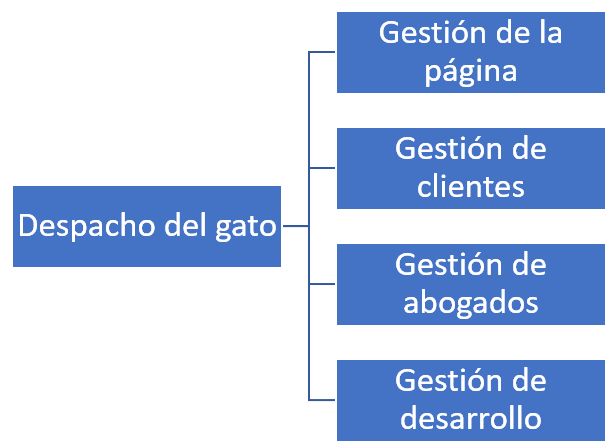 Gestión de la
página
Gestión de
clientes
Despacho del gato
Gestión de
abogados
Gestión de
desarrollo